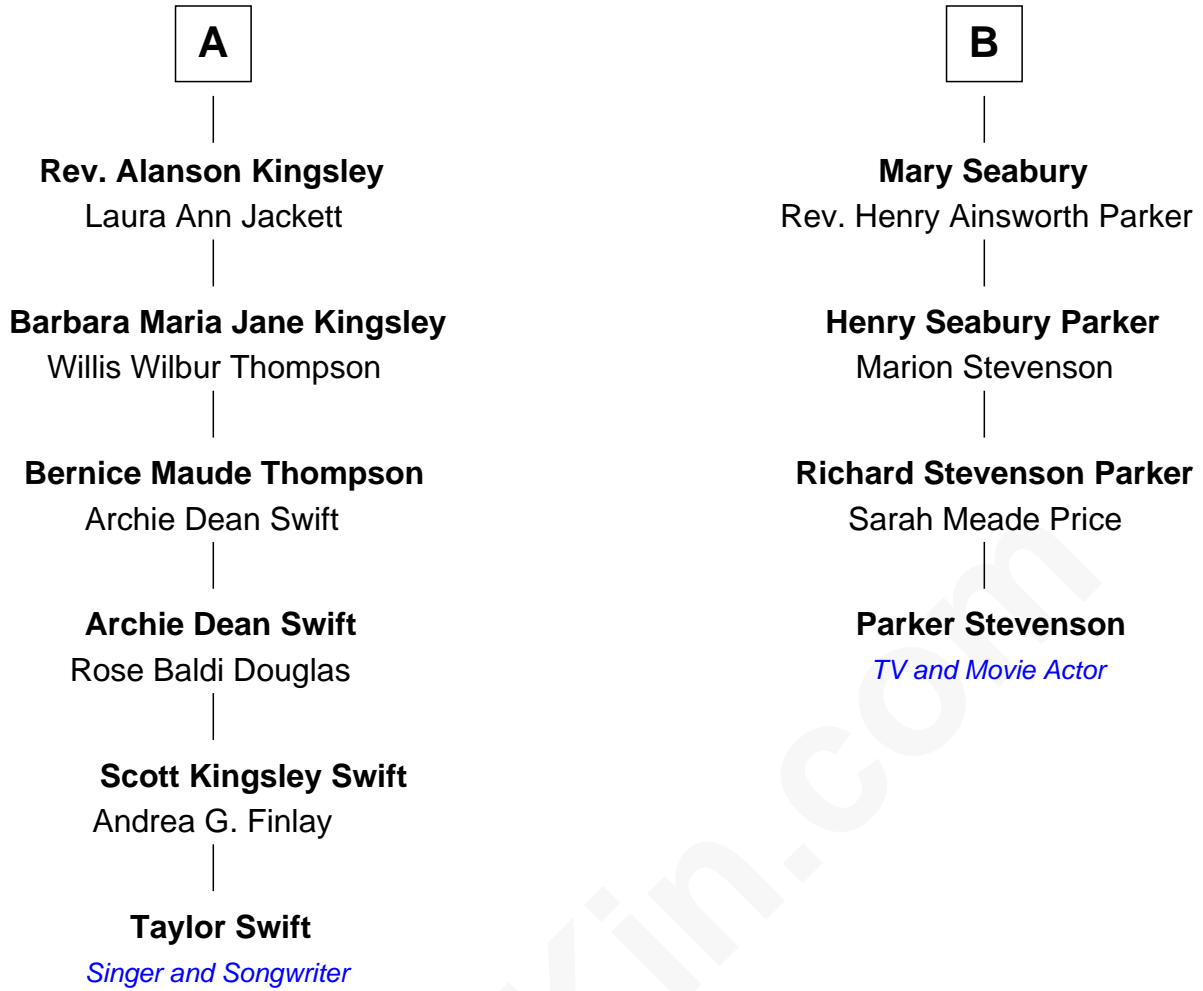 A
Rev. Alanson Kingsley
Laura Ann Jackett
Barbara Maria Jane Kingsley
Willis Wilbur Thompson
Bernice Maude Thompson
Archie Dean Swift
Archie Dean Swift
Rose Baldi Douglas
Scott Kingsley Swift
Andrea G. Finlay
Taylor Swift
Singer and Songwriter
B
Mary Seabury
Rev. Henry Ainsworth Parker
Henry Seabury Parker
Marion Stevenson
Richard Stevenson Parker
Sarah Meade Price
Parker Stevenson
TV and Movie Actor
Kin.com